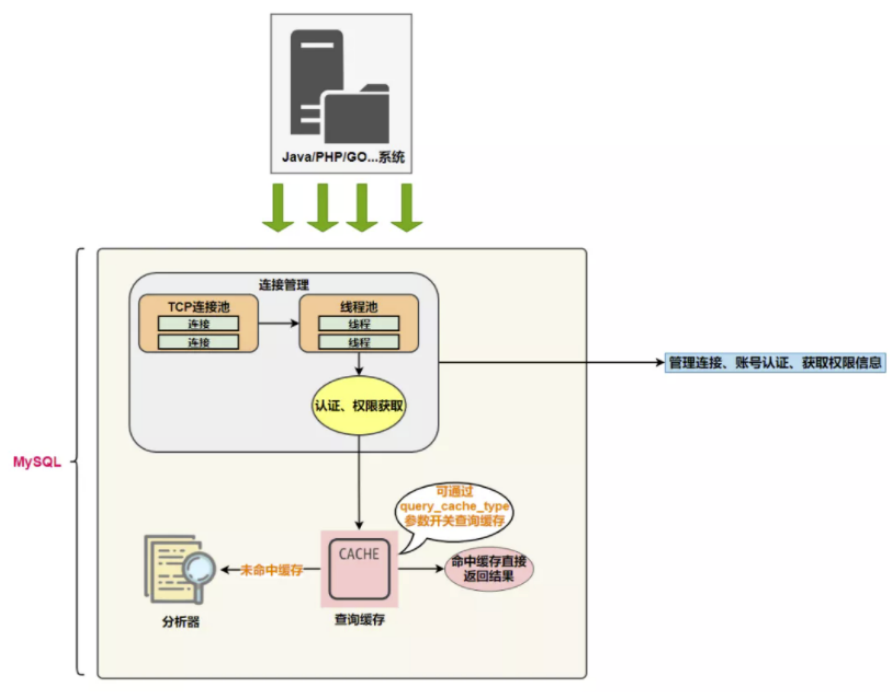 Java/PHP/GO...系统
连接管理
TCP连接池
连接
连接
线程池
线程
线程
认证、权限获取
管理连接、账号认证、获取权限信息
MySQL
可通过
query_cache_type
参数开关查询缓存
CACHE
未命中缓存
命中缓存直接
返回结果
分析器
查询缓存